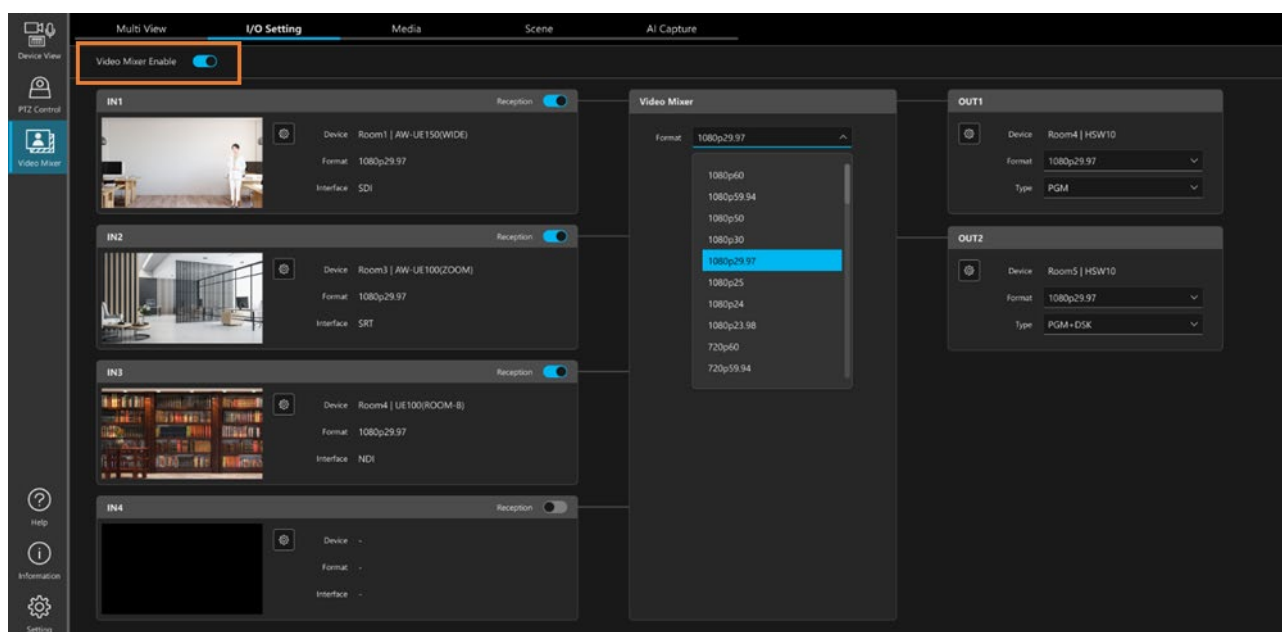 Multi View I/O Setting Media Scene AI Capture
Device View
Video Mixer Enable
PTZ Control
Video Mixer
IN1 Reception
Device Room1 | AW-UE150(WIDE)
Format 1080p29.97
Interface SDI
IN2 Reception
Device Room3 | AW-UE100(ZOOM)
Format 1080p29.97
Interface SRT
IN3 Reception
Device Room4 | UE100(ROOM-B)
Format 1080p29.97
Interface NDI
IN4 Reception
Device -
Format -
Interface -
Video Mixer
Format 1080p29.97
1080p60
1080p59.94
1080p50
1080p30
1080p29.97
1080p25
1080p24
1080p23.98
720p60
720p59.94
OUT1
Device Room4 | HSW10
Format 1080p29.97
Type PGM
OUT2
Device Room5 | HSW10
Format 1080p29.97
Type PGM+DSK
Help
Information
Setting